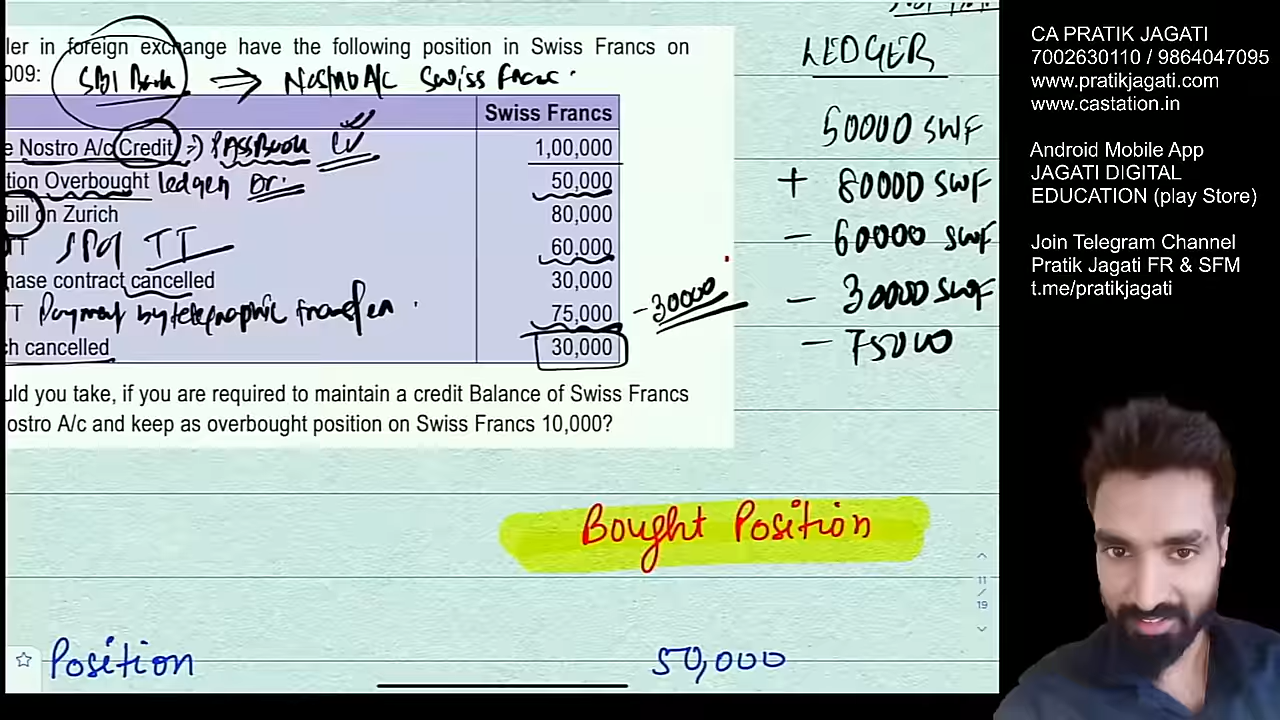 LEDGER
ler in foreign exchange have the following position in Swiss Francs on
009:
SBI Bank ⇒ Nostro A/c Swiss Franc.
Swiss Francs
e Nostro A/c Credit => PASSBook 1,00,000
tion Overbought ledger Dr. 50,000
bill on Zurich 80,000
TT TT 60,000
hase contract cancelled 30,000
TT Payment by telegraphic transfer. 75,000 - 30000
ch cancelled 30,000
50000 SWF
+ 80000 SWF
- 60000 SWF
- 30000 SWF
- 75000
uld you take, if you are required to maintain a credit Balance of Swiss Francs
ostro A/c and keep as overbought position on Swiss Francs 10,000?
Bought Position
Position 50,000
11
/
19
CA PRATIK JAGATI
7002630110 / 9864047095
www.pratikjagati.com
www.castation.in
Android Mobile App
JAGATI DIGITAL
EDUCATION (play Store)
Join Telegram Channel
Pratik Jagati FR & SFM
t.me/pratikjagati